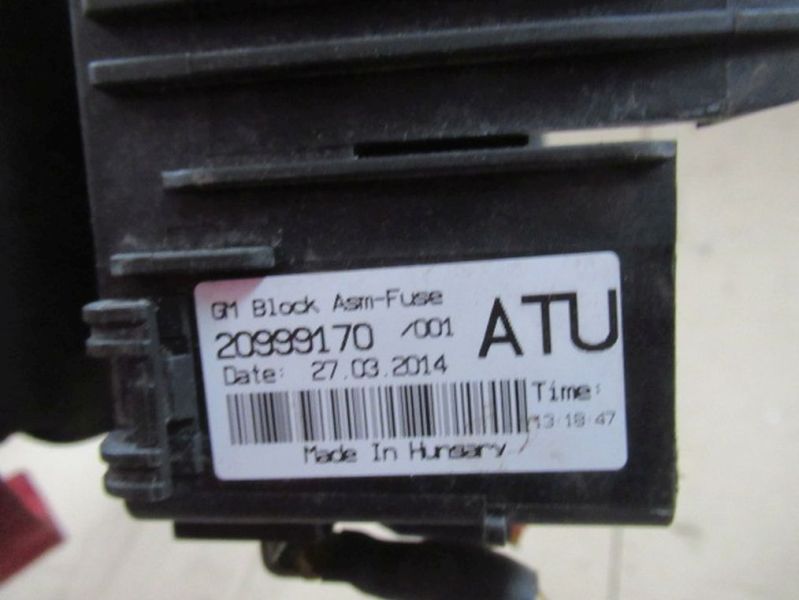 GM Block Asm-Fuse
20999170 /001
ATU
Date: 27.03.2014
Time:
13:18:47
Made In Hungary